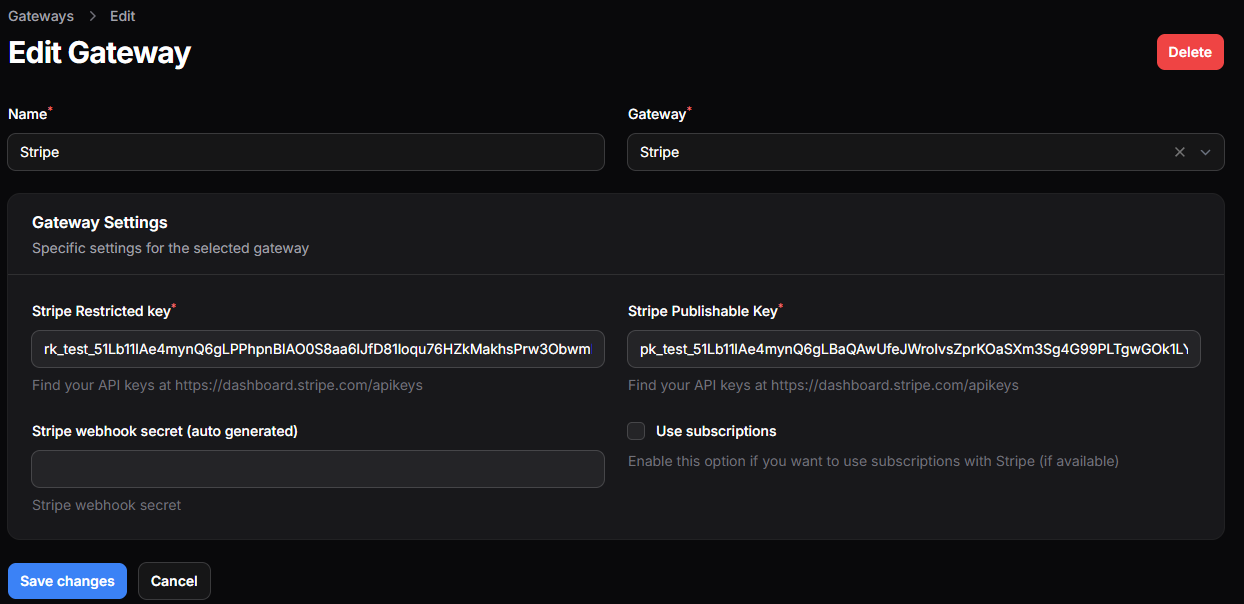 Gateways > Edit
Edit Gateway
Delete
Name*
Gateway*
Stripe
Stripe
Gateway Settings
Specific settings for the selected gateway
Stripe Restricted key*
Stripe Publishable Key*
Find your API keys at https://dashboard.stripe.com/apikeys
Find your API keys at https://dashboard.stripe.com/apikeys
Stripe webhook secret (auto generated)
Use subscriptions
Enable this option if you want to use subscriptions with Stripe (if available)
Stripe webhook secret
Save changes
Cancel